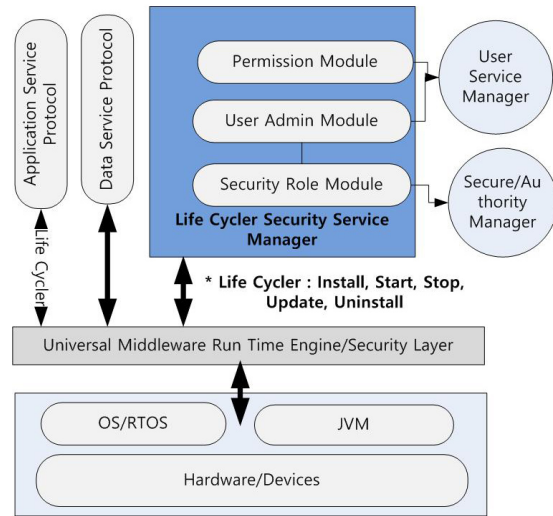 Application Service
Protocol
Data Service Protocol
Life Cycler
Permission Module
User Admin Module
Security Role Module
Life Cycler Security Service
Manager
User
Service
Manager
Secure/Au
thority
Manager
* Life Cycler : Install, Start, Stop,
Update, Uninstall
Universal Middleware Run Time Engine/Security Layer
OS/RTOS
JVM
Hardware/Devices